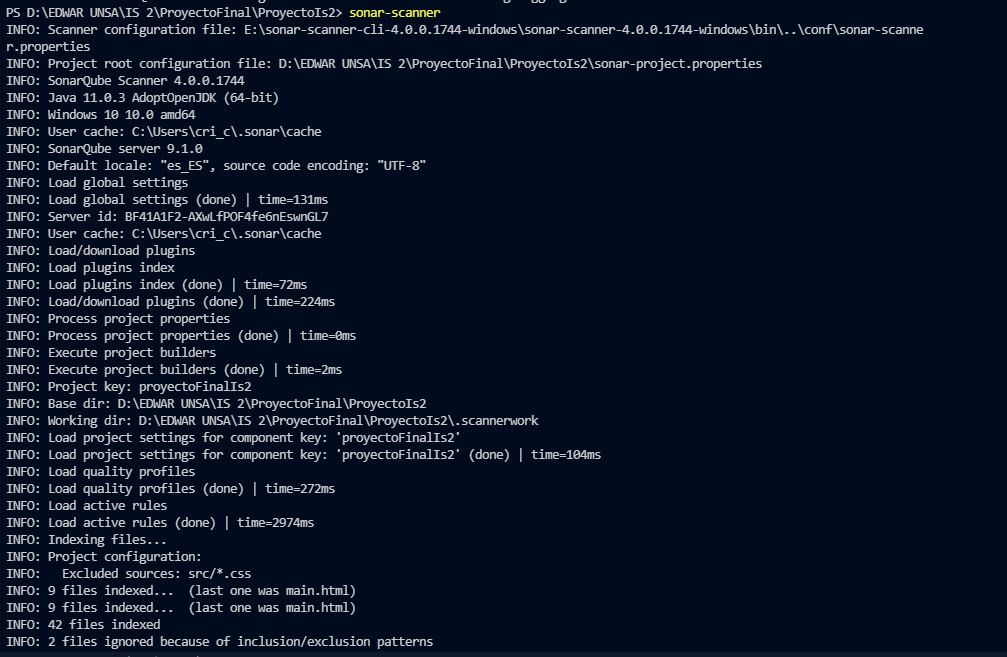 PS D:\EDWAR UNSA\IS 2\ProyectoFinal\ProyectoIs2> sonar-scanner
INFO: Scanner configuration file: E:\sonar-scanner-cli-4.0.0.1744-windows\sonar-scanner-4.0.0.1744-windows\bin\..\conf\sonar-scanne
r.properties
INFO: Project root configuration file: D:\EDWAR UNSA\IS 2\ProyectoFinal\ProyectoIs2\sonar-project.properties
INFO: SonarQube Scanner 4.0.0.1744
INFO: Java 11.0.3 AdoptOpenJDK (64-bit)
INFO: Windows 10 10.0 amd64
INFO: User cache: C:\Users\cri_c\.sonar\cache
INFO: SonarQube server 9.1.0
INFO: Default locale: "es_ES", source code encoding: "UTF-8"
INFO: Load global settings
INFO: Load global settings (done) | time=131ms
INFO: Server id: BF41A1F2-AXwLfPOF4fe6nEswnGL7
INFO: User cache: C:\Users\cri_c\.sonar\cache
INFO: Load/download plugins
INFO: Load plugins index
INFO: Load plugins index (done) | time=72ms
INFO: Load/download plugins (done) | time=224ms
INFO: Process project properties
INFO: Process project properties (done) | time=0ms
INFO: Execute project builders
INFO: Execute project builders (done) | time=2ms
INFO: Project key: proyectoFinalIs2
INFO: Base dir: D:\EDWAR UNSA\IS 2\ProyectoFinal\ProyectoIs2
INFO: Working dir: D:\EDWAR UNSA\IS 2\ProyectoFinal\ProyectoIs2\.scannerwork
INFO: Load project settings for component key: 'proyectoFinalIs2'
INFO: Load project settings for component key: 'proyectoFinalIs2' (done) | time=104ms
INFO: Load quality profiles
INFO: Load quality profiles (done) | time=272ms
INFO: Load active rules
INFO: Load active rules (done) | time=2974ms
INFO: Indexing files...
INFO: Project configuration:
INFO:   Excluded sources: src/*.css
INFO: 9 files indexed...  (last one was main.html)
INFO: 9 files indexed...  (last one was main.html)
INFO: 42 files indexed
INFO: 2 files ignored because of inclusion/exclusion patterns